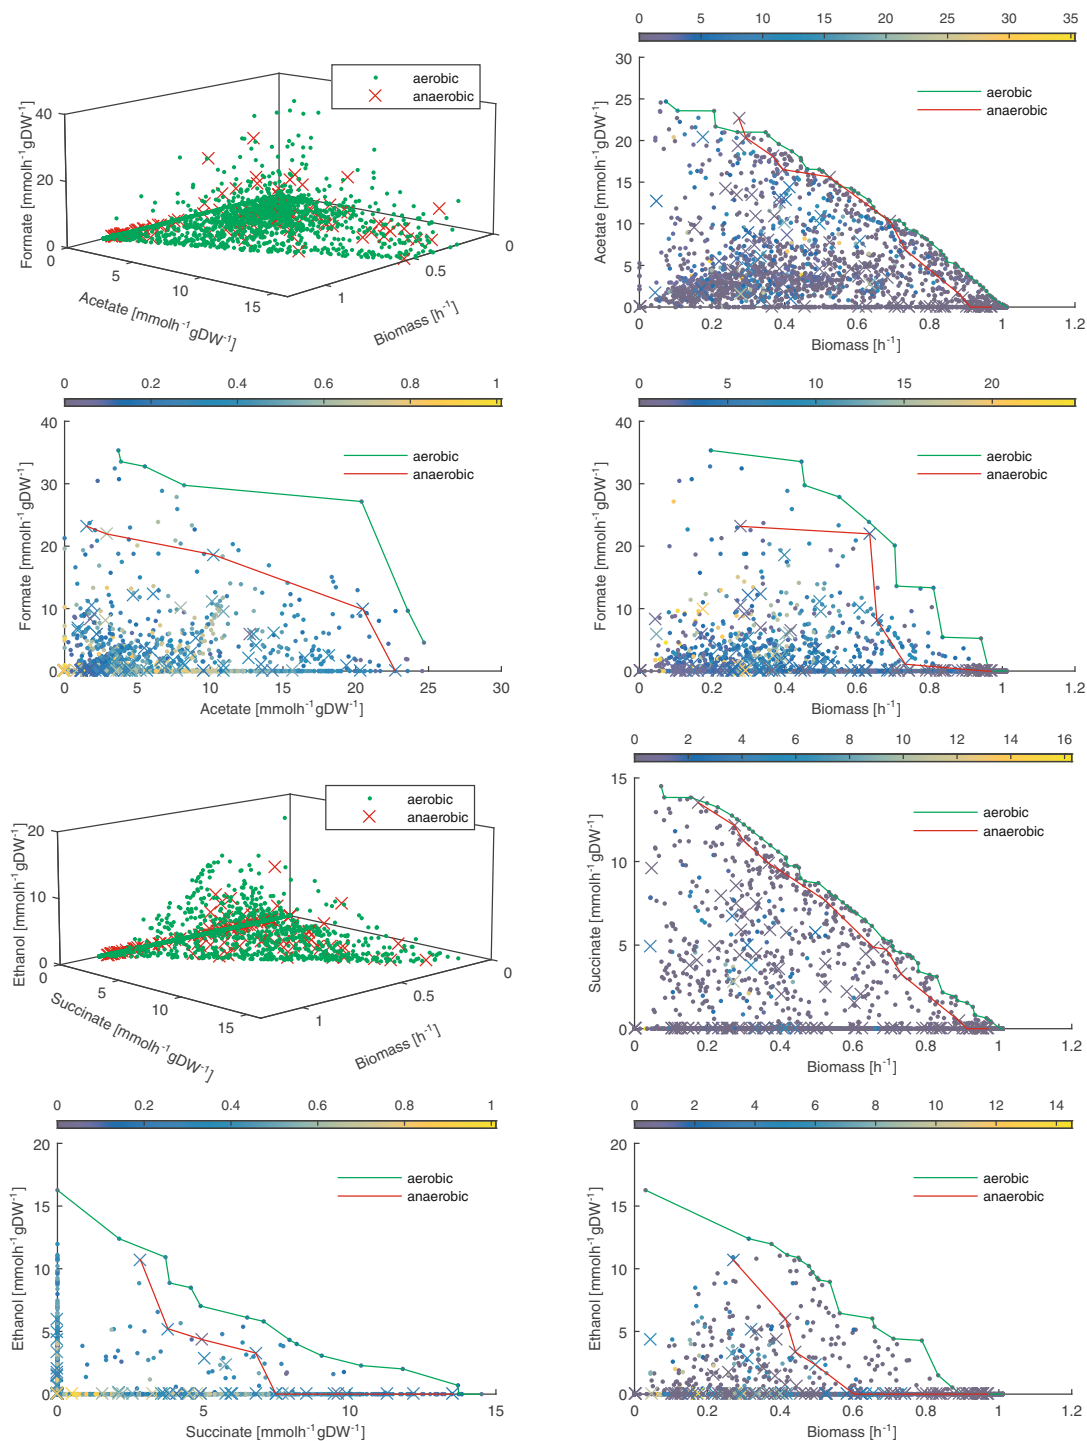 0 5 10 15 20 25 30 35
aerobic
anaerobic
40
20
0
Formate [mmolh⁻¹gDW⁻¹]
0
5
10
15
Acetate [mmolh⁻¹gDW⁻¹]
1
0.5
0
Biomass [h⁻¹]
30
25
20
15
10
5
0
Acetate [mmolh⁻¹gDW⁻¹]
aerobic
anaerobic
0 0.2 0.4 0.6 0.8 1 1.2
Biomass [h⁻¹]
0 0.2 0.4 0.6 0.8 1
40
30
20
10
0
Formate [mmolh⁻¹gDW⁻¹]
aerobic
anaerobic
0 5 10 15 20 25 30
Acetate [mmolh⁻¹gDW⁻¹]
0 5 10 15 20
40
30
20
10
0
Formate [mmolh⁻¹gDW⁻¹]
aerobic
anaerobic
0 0.2 0.4 0.6 0.8 1 1.2
Biomass [h⁻¹]
aerobic
anaerobic
20
10
0
Ethanol [mmolh⁻¹gDW⁻¹]
0
5
10
15
Succinate [mmolh⁻¹gDW⁻¹]
1
0.5
0
Biomass [h⁻¹]
0 2 4 6 8 10 12 14 16
15
10
5
0
Succinate [mmolh⁻¹gDW⁻¹]
aerobic
anaerobic
0 0.2 0.4 0.6 0.8 1 1.2
Biomass [h⁻¹]
0 0.2 0.4 0.6 0.8 1
20
15
10
5
0
Ethanol [mmolh⁻¹gDW⁻¹]
aerobic
anaerobic
0 5 10 15
Succinate [mmolh⁻¹gDW⁻¹]
0 2 4 6 8 10 12 14
20
15
10
5
0
Ethanol [mmolh⁻¹gDW⁻¹]
aerobic
anaerobic
0 0.2 0.4 0.6 0.8 1 1.2
Biomass [h⁻¹]